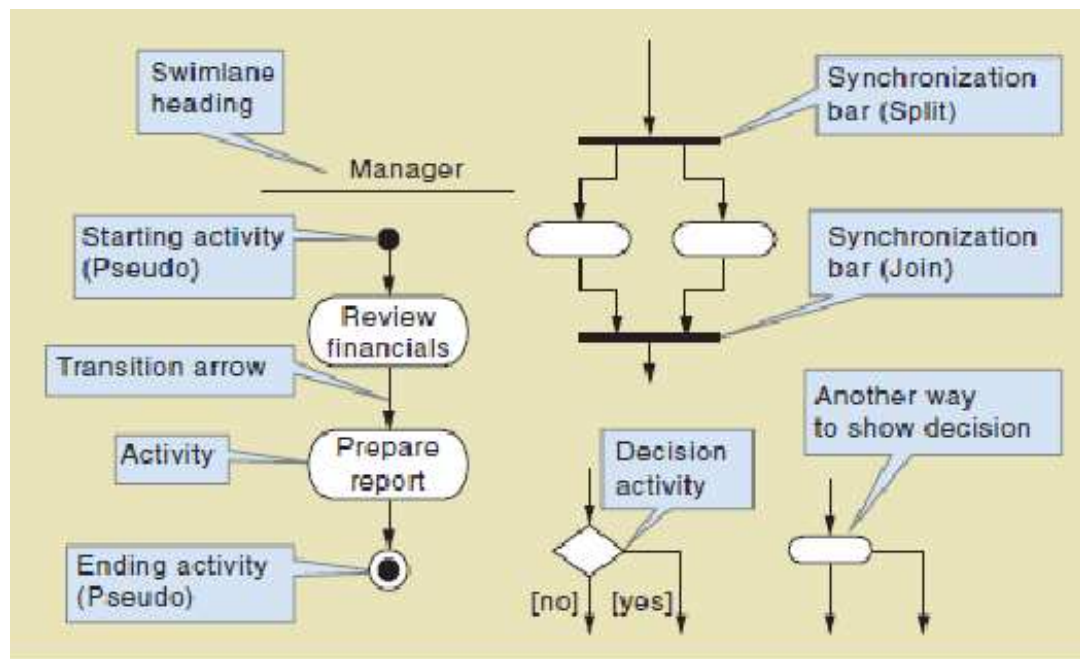 Swimlane
heading
Manager
Starting activity
(Pseudo)
Review
financials
Transition arrow
Activity
Prepare
report
Ending activity
(Pseudo)
Synchronization
bar (Split)
Synchronization
bar (Join)
Decision
activity
[no] [yes]
Another way
to show decision